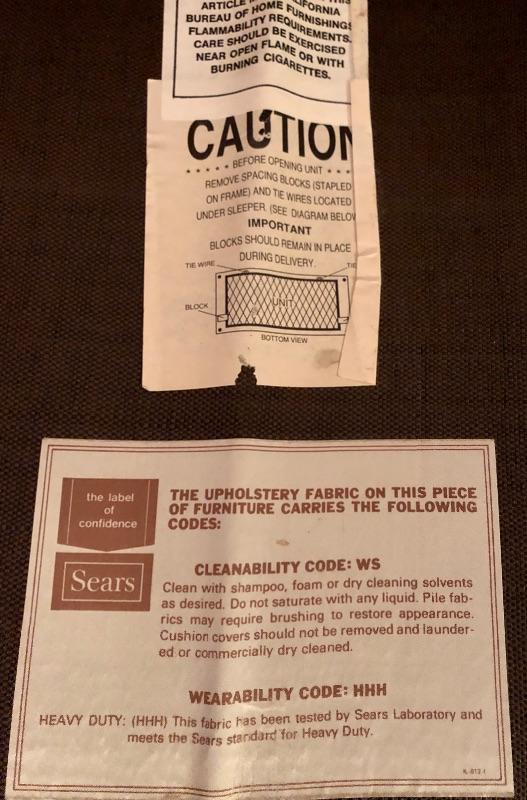 ARTICLE
BUREAU OF HOME FURNISHINGS
FLAMMABILITY REQUIREMENTS.
CARE SHOULD BE EXERCISED
NEAR OPEN FLAME OR WITH
BURNING CIGARETTES.
CAUTION
* * * * * BEFORE OPENING UNIT * * *
REMOVE SPACING BLOCKS (STAPLED
ON FRAME) AND TIE WIRES LOCATED
UNDER SLEEPER. (SEE DIAGRAM BELOW
IMPORTANT
BLOCKS SHOULD REMAIN IN PLACE
DURING DELIVERY.
TIE WIRE
TIE
UNIT
BLOCK
BOTTOM VIEW
the label
of
confidence
Sears
THE UPHOLSTERY FABRIC ON THIS PIECE
OF FURNITURE CARRIES THE FOLLOWING
CODES:
CLEANABILITY CODE: WS
Clean with shampoo, foam or dry cleaning solvents
as desired. Do not saturate with any liquid. Pile fab-
rics may require brushing to restore appearance.
Cushion covers should not be removed and launder-
ed or commercially dry cleaned.
WEARABILITY CODE: HHH
HEAVY DUTY: (HHH) This fabric has been tested by Sears Laboratory and
meets the Sears standard for Heavy Duty.